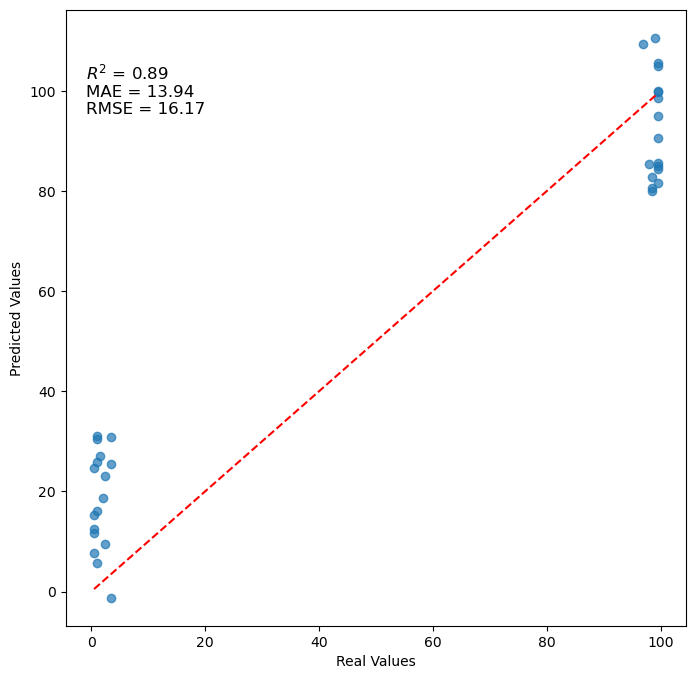 R² = 0.89
MAE = 13.94
RMSE = 16.17
100
80
60
40
20
0
Predicted Values
0 20 40 60 80 100
Real Values